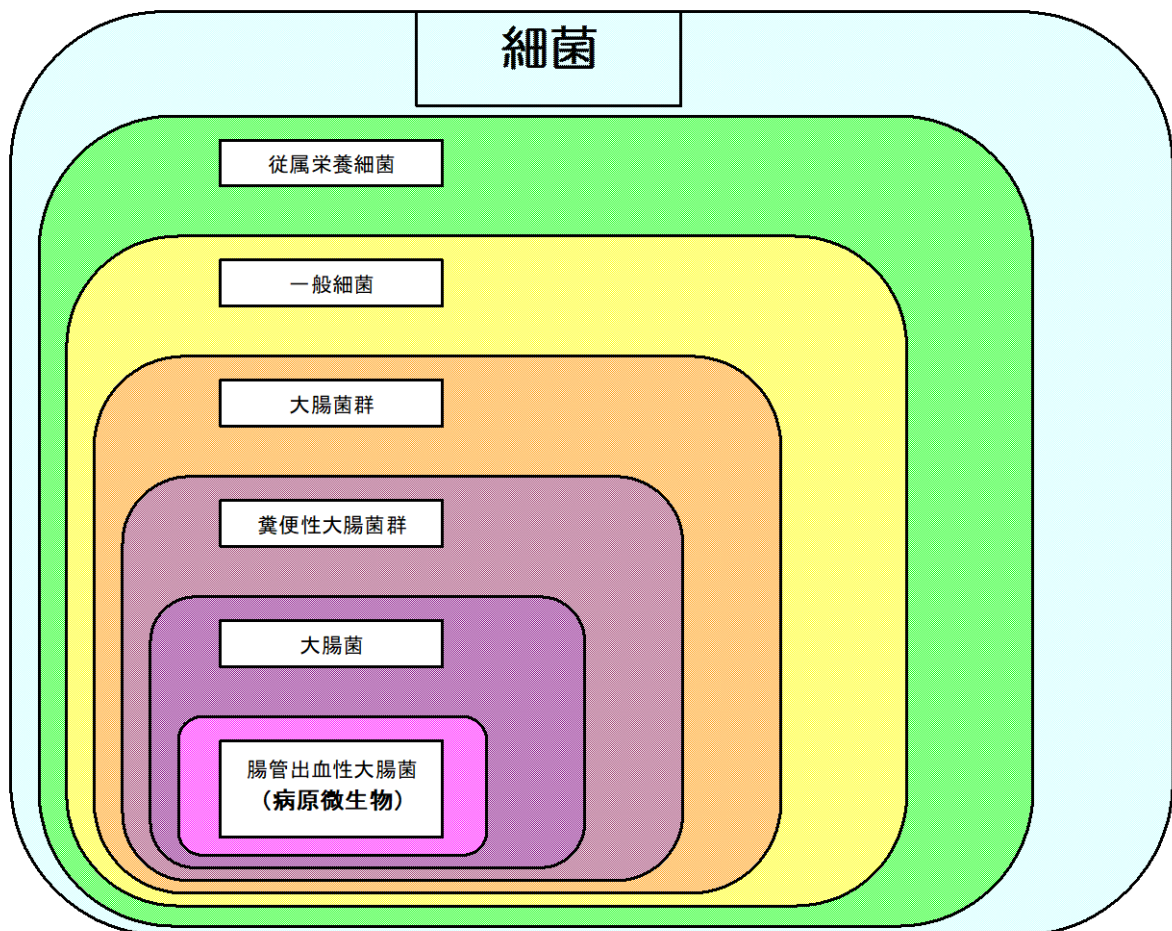 細菌
従属栄養細菌
一般細菌
大腸菌群
糞便性大腸菌群
大腸菌
腸管出血性大腸菌
（病原微生物）